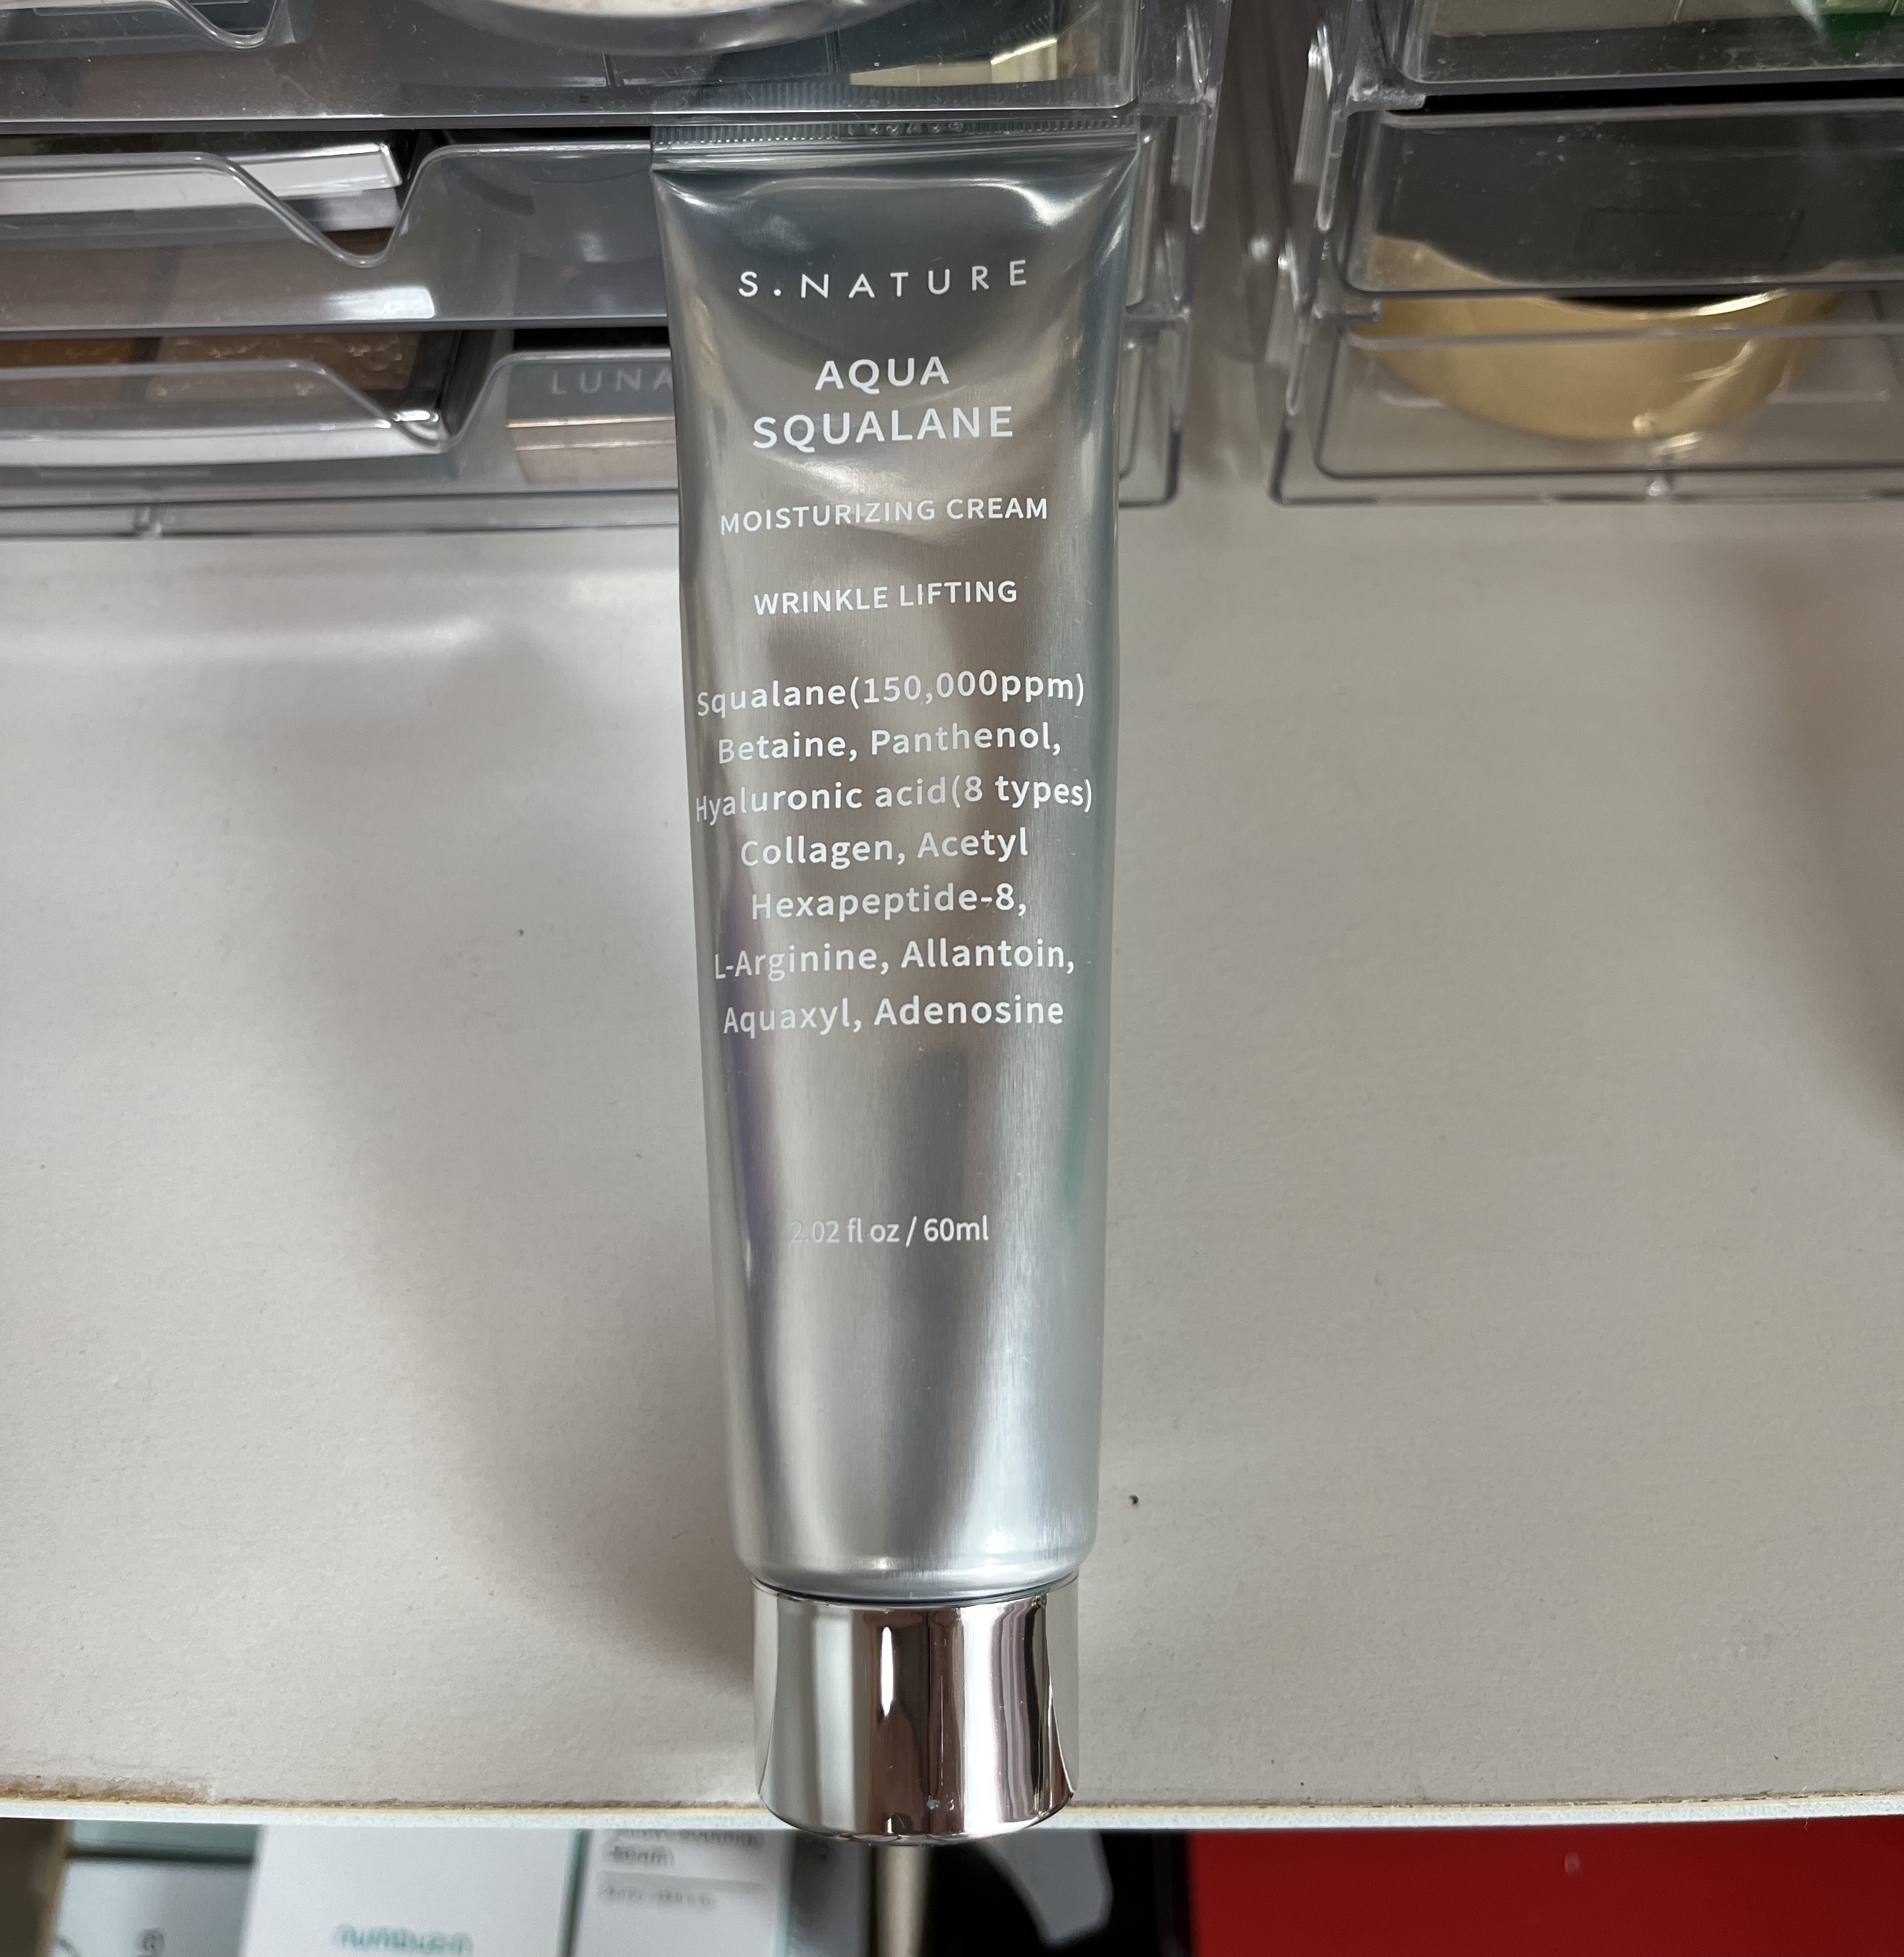 S.NATURE
AQUA
SQUALANE
MOISTURIZING CREAM
WRINKLE LIFTING
Squalane(150,000ppm)
Betaine, Panthenol,
Hyaluronic acid(8 types)
Collagen, Acetyl
Hexapeptide-8,
L-Arginine, Allantoin,
Aquaxyl, Adenosine
2.02 fl oz / 60ml
LUNA